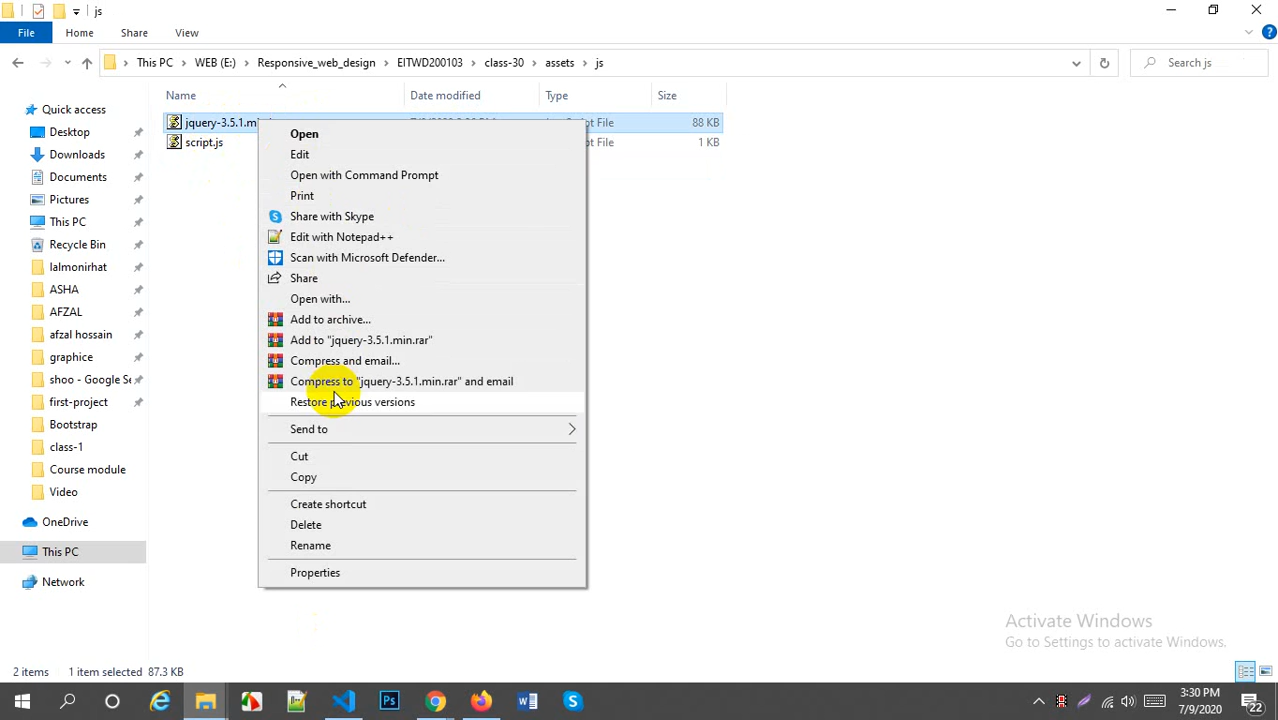 js
File Home Share View
This PC WEB (E:) Responsive_web_design EITWD200103 class-30 assets js Search js
Name Date modified Type Size
jquery-3.5.1.m 88 KB
script.js 1 KB
Quick access
Desktop
Downloads
Documents
Pictures
This PC
Recycle Bin
lalmonirhat
ASHA
AFZAL
afzal hossain
graphice
shoo - Google Se
first-project
Bootstrap
class-1
Course module
Video
OneDrive
This PC
Network
Open
Edit
Open with Command Prompt
Print
Share with Skype
Edit with Notepad++
Scan with Microsoft Defender...
Share
Open with...
Add to archive...
Add to "jquery-3.5.1.min.rar"
Compress and email...
Compress to "jquery-3.5.1.min.rar" and email
Restore previous versions
Send to
Cut
Copy
Create shortcut
Delete
Rename
Properties
Activate Windows
Go to Settings to activate Windows.
2 items 1 item selected 87.3 KB
3:30 PM
7/9/2020
22